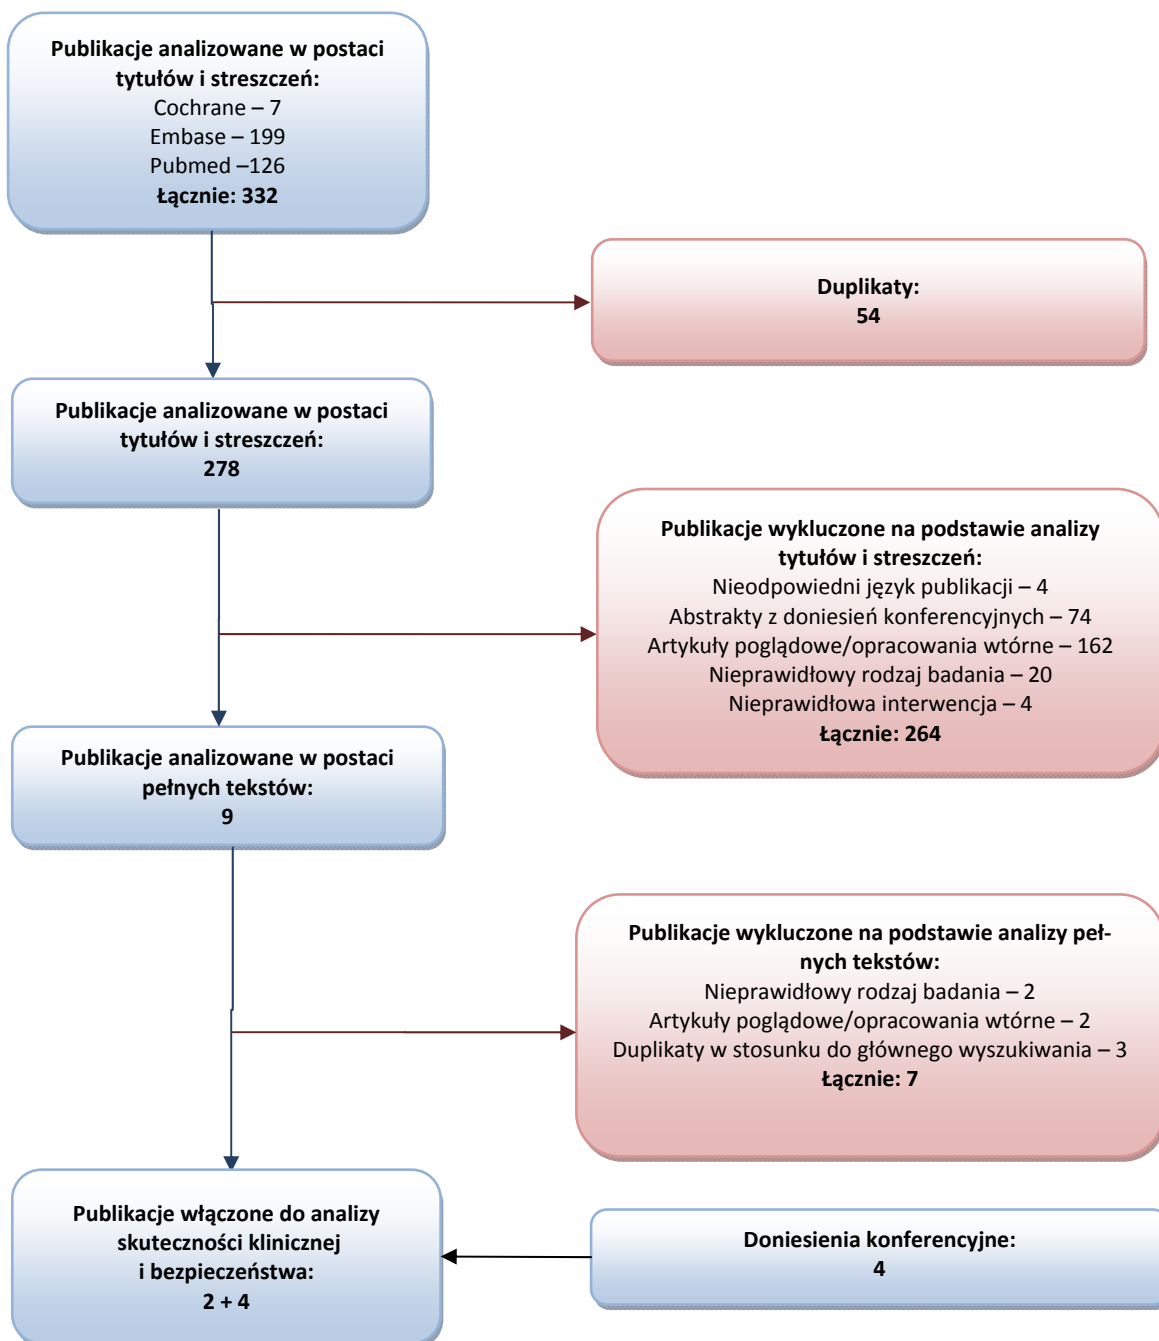 Publikacje analizowane w postaci
tytułów i streszczeń:
Cochrane – 7
Embase – 199
Pubmed –126
Łącznie: 332
Duplikaty:
54
Publikacje analizowane w postaci
tytułów i streszczeń:
278
Publikacje wykluczone na podstawie analizy
tytułów i streszczeń:
Nieodpowiedni język publikacji – 4
Abstrakty z doniesień konferencyjnych – 74
Artykuły poglądowe/opracowania wtórne – 162
Nieprawidłowy rodzaj badania – 20
Nieprawidłowa interwencja – 4
Łącznie: 264
Publikacje analizowane w postaci
pełnych tekstów:
9
Publikacje wykluczone na podstawie analizy peł-
nych tekstów:
Nieprawidłowy rodzaj badania – 2
Artykuły poglądowe/opracowania wtórne – 2
Duplikaty w stosunku do głównego wyszukiwania – 3
Łącznie: 7
Publikacje włączone do analizy
skuteczności klinicznej
i bezpieczeństwa:
2 + 4
Doniesienia konferencyjne:
4